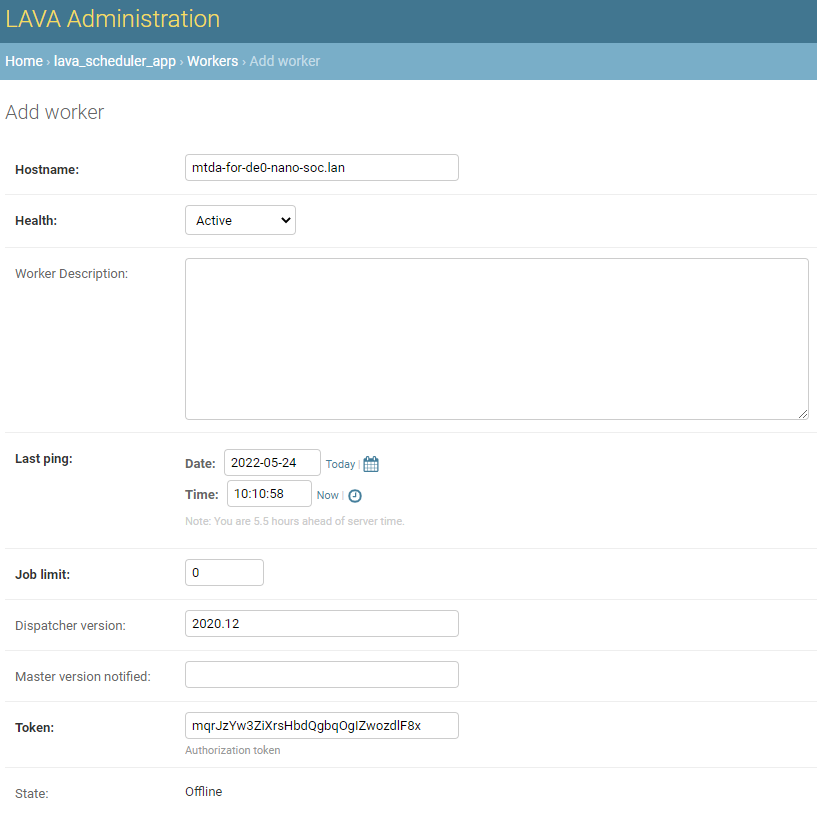 LAVA Administration
Home › lava_scheduler_app › Workers › Add worker
Add worker
Hostname: mtda-for-de0-nano-soc.lan
Health: Active
Worker Description:
Last ping: Date: 2022-05-24 Today |
Time: 10:10:58 Now |
Note: You are 5.5 hours ahead of server time.
Job limit: 0
Dispatcher version: 2020.12
Master version notified:
Token: mqrJzYw3ZiXrsHbdQgbqOgIZwozdlF8x
Authorization token
State: Offline